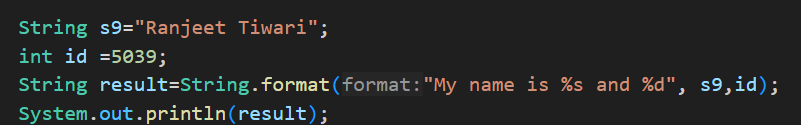 String s9="Ranjeet Tiwari";
int id =5039;
String result=String.format(format:"My name is %s and %d", s9,id);
System.out.println(result);